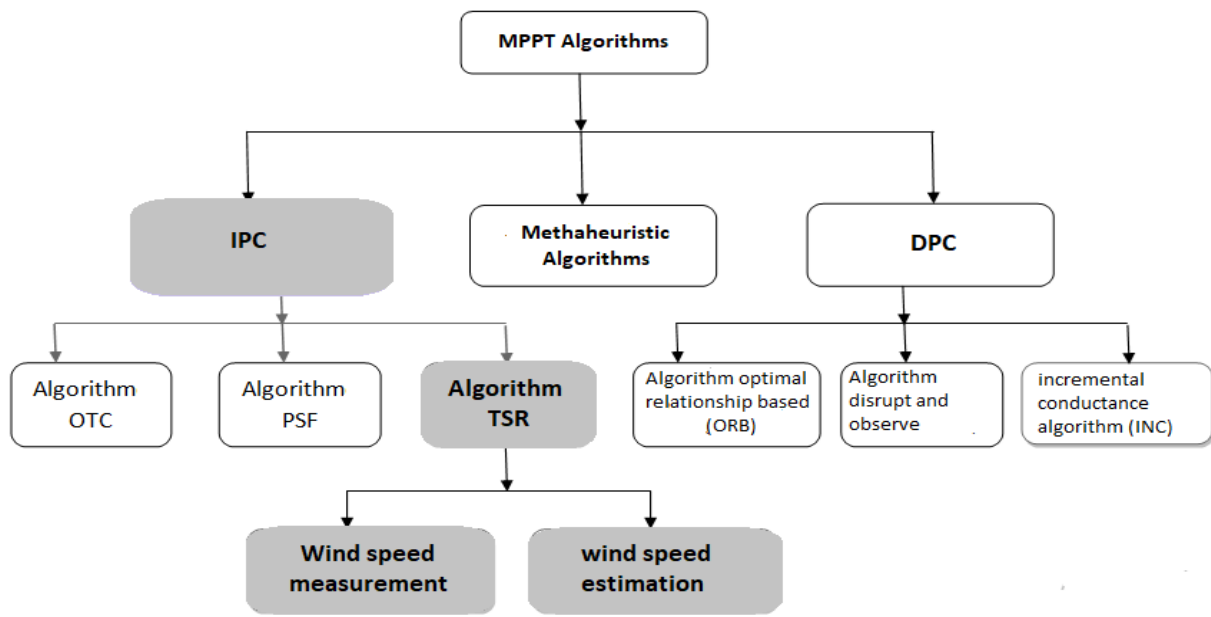 MPPT Algorithms
IPC
Methaheuristic
Algorithms
DPC
Algorithm
OTC
Algorithm
PSF
Algorithm
TSR
Algorithm optimal
relationship based
(ORB)
Algorithm
disrupt and
observe
incremental
conductance
algorithm (INC)
Wind speed
measurement
wind speed
estimation